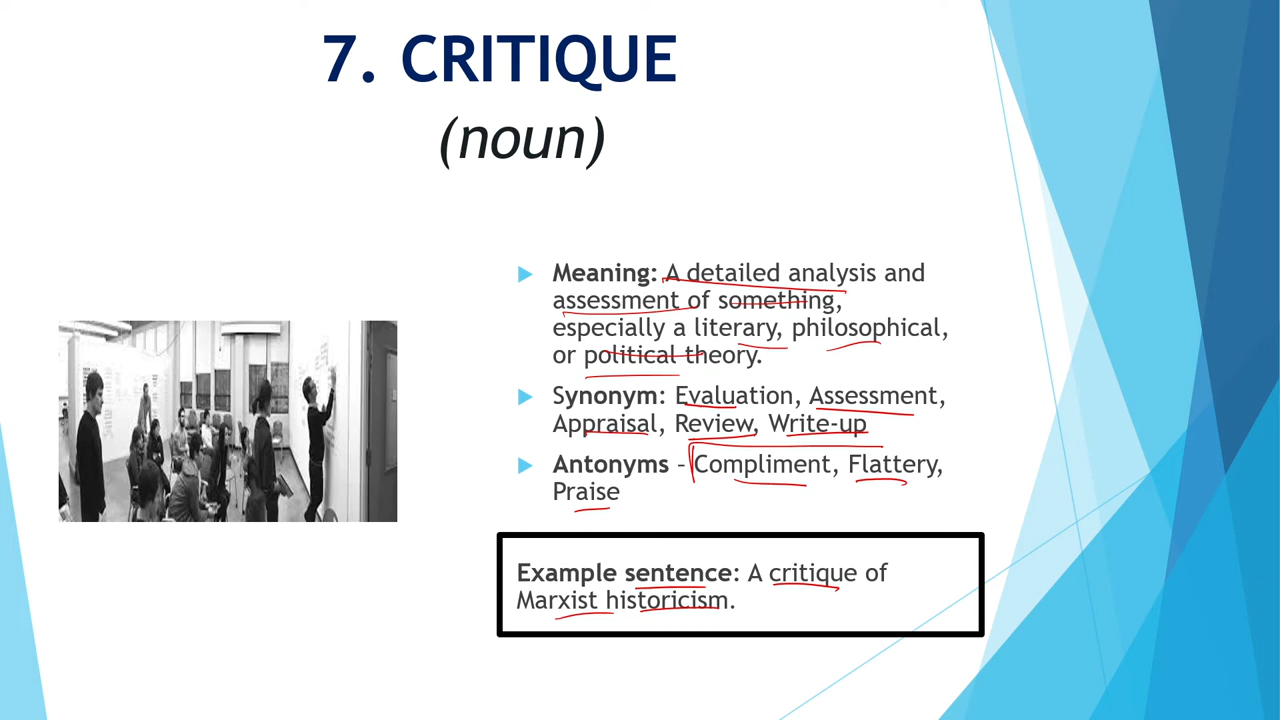 7. CRITIQUE
(noun)
Meaning: A detailed analysis and
assessment of something,
especially a literary, philosophical,
or political theory.
Synonym: Evaluation, Assessment,
Appraisal, Review, Write-up
Antonyms – Compliment, Flattery,
Praise
Example sentence: A critique of
Marxist historicism.